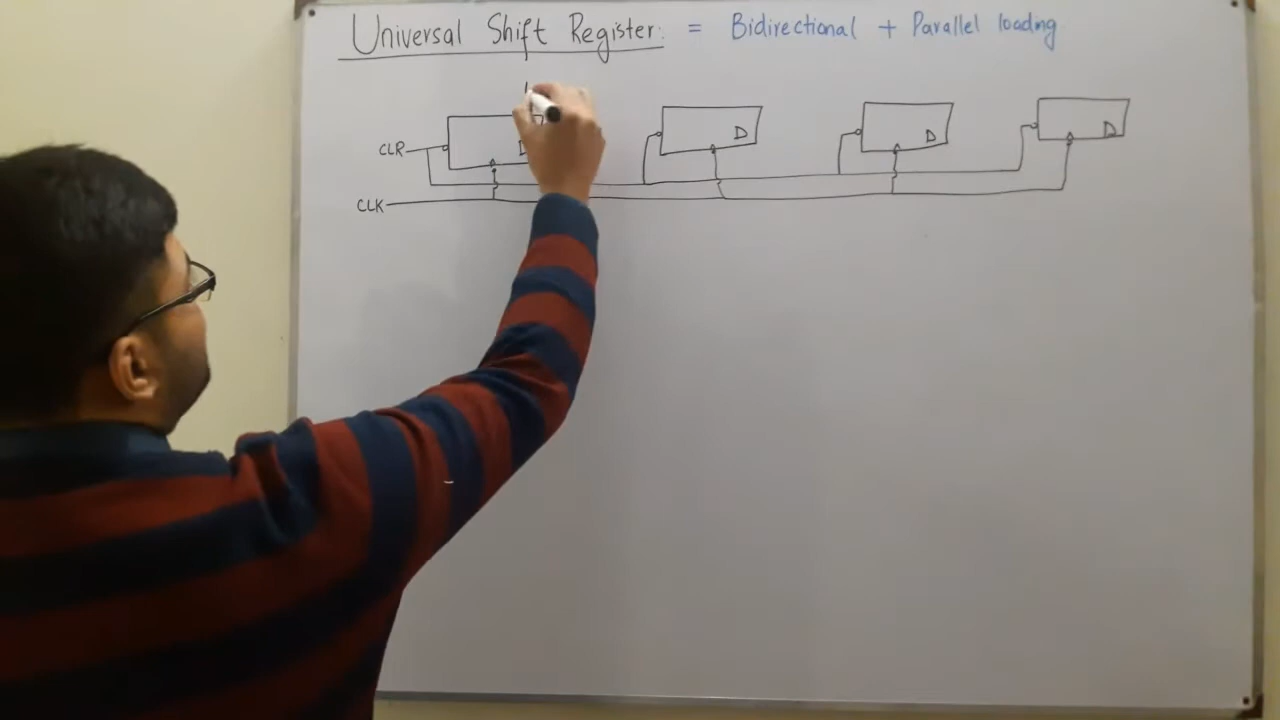 Universal Shift Register: = Bidirectional + Parallel loading
CLR D D D D
CLK